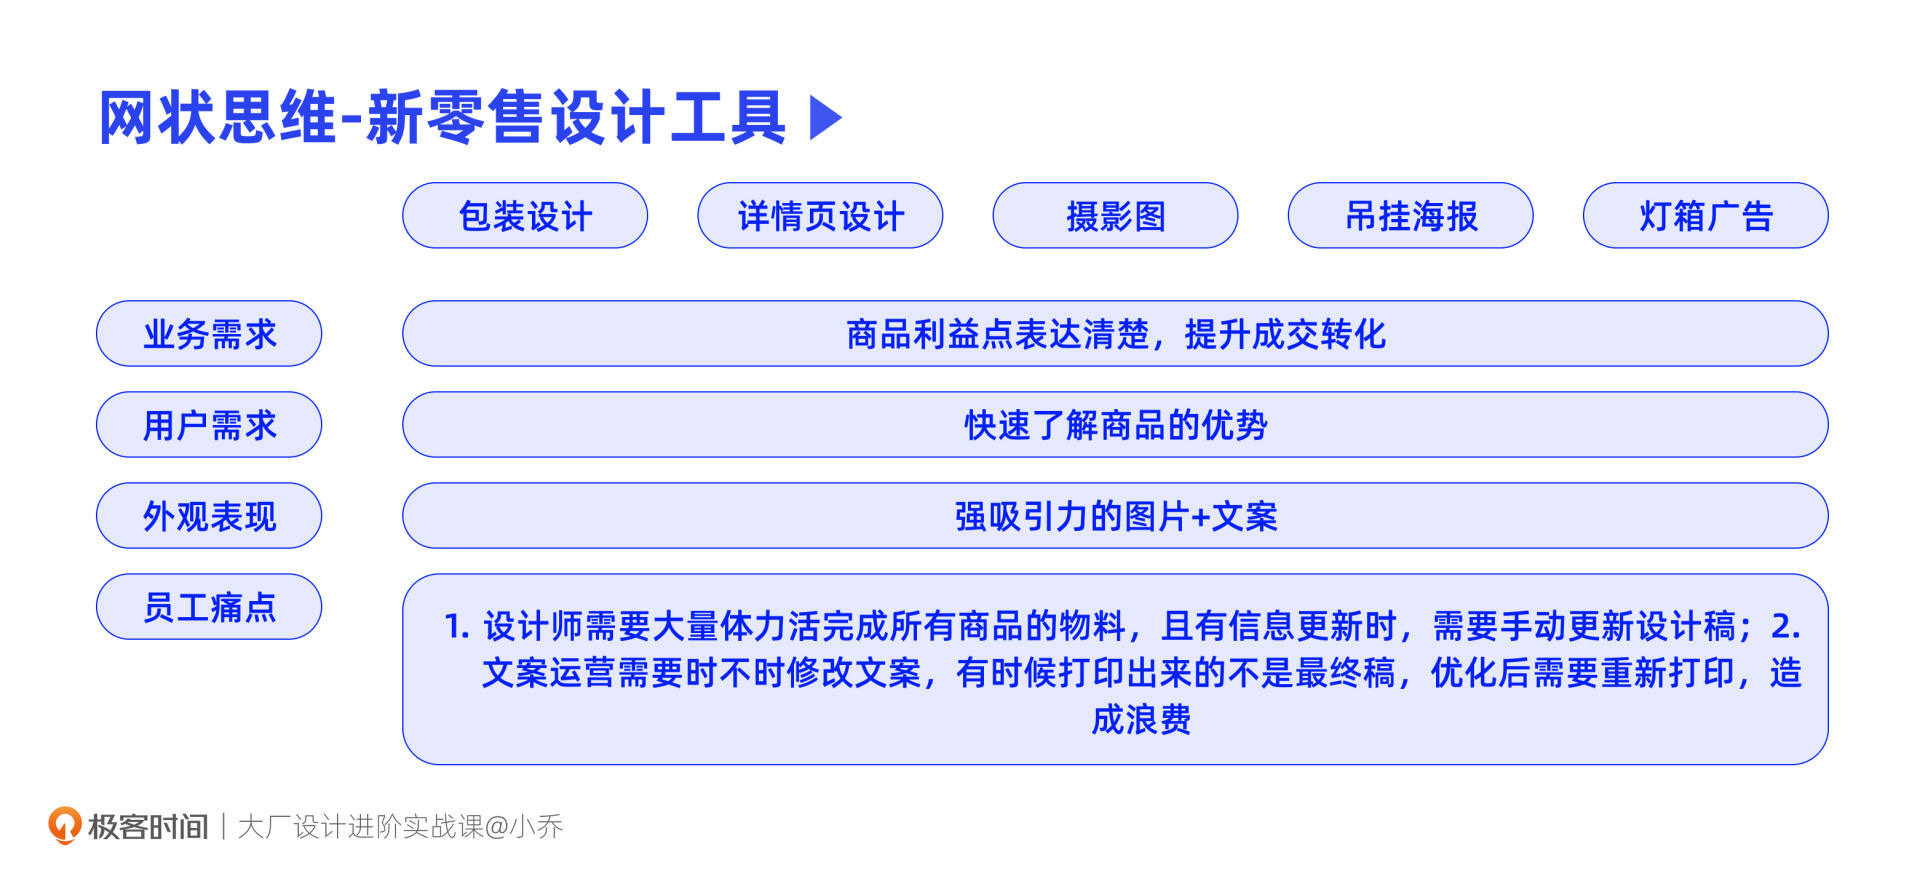 网状思维-新零售设计工具
包装设计
详情页设计
摄影图
吊挂海报
灯箱广告
业务需求
商品利益点表达清楚，提升成交转化
用户需求
快速了解商品的优势
外观表现
强吸引力的图片+文案
员工痛点
1. 设计师需要大量体力活完成所有商品的物料，且有信息更新时，需要手动更新设计稿；2.
文案运营需要时不时修改文案，有时候打印出来的不是最终稿，优化后需要重新打印，造
成浪费
极客时间 | 大厂设计进阶实战课@小乔